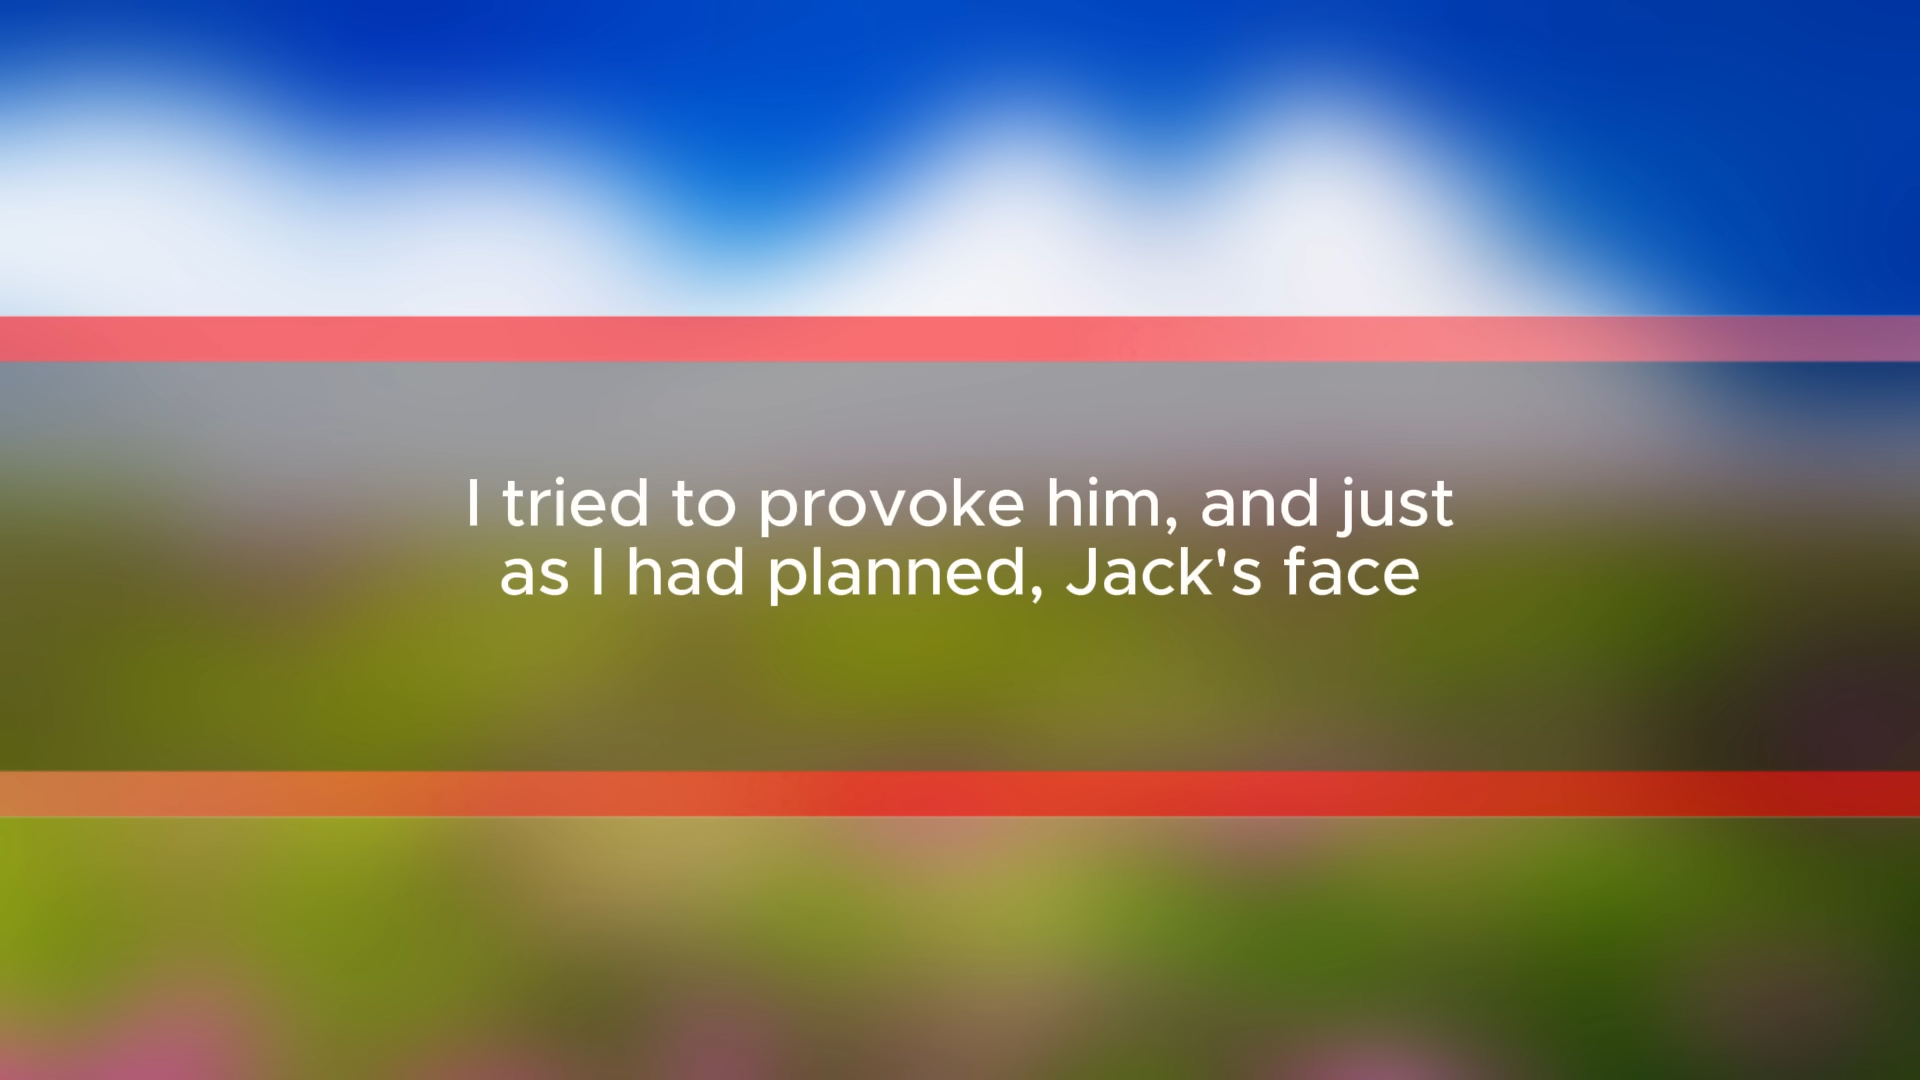 I tried to provoke him, and just
as I had planned, Jack's face